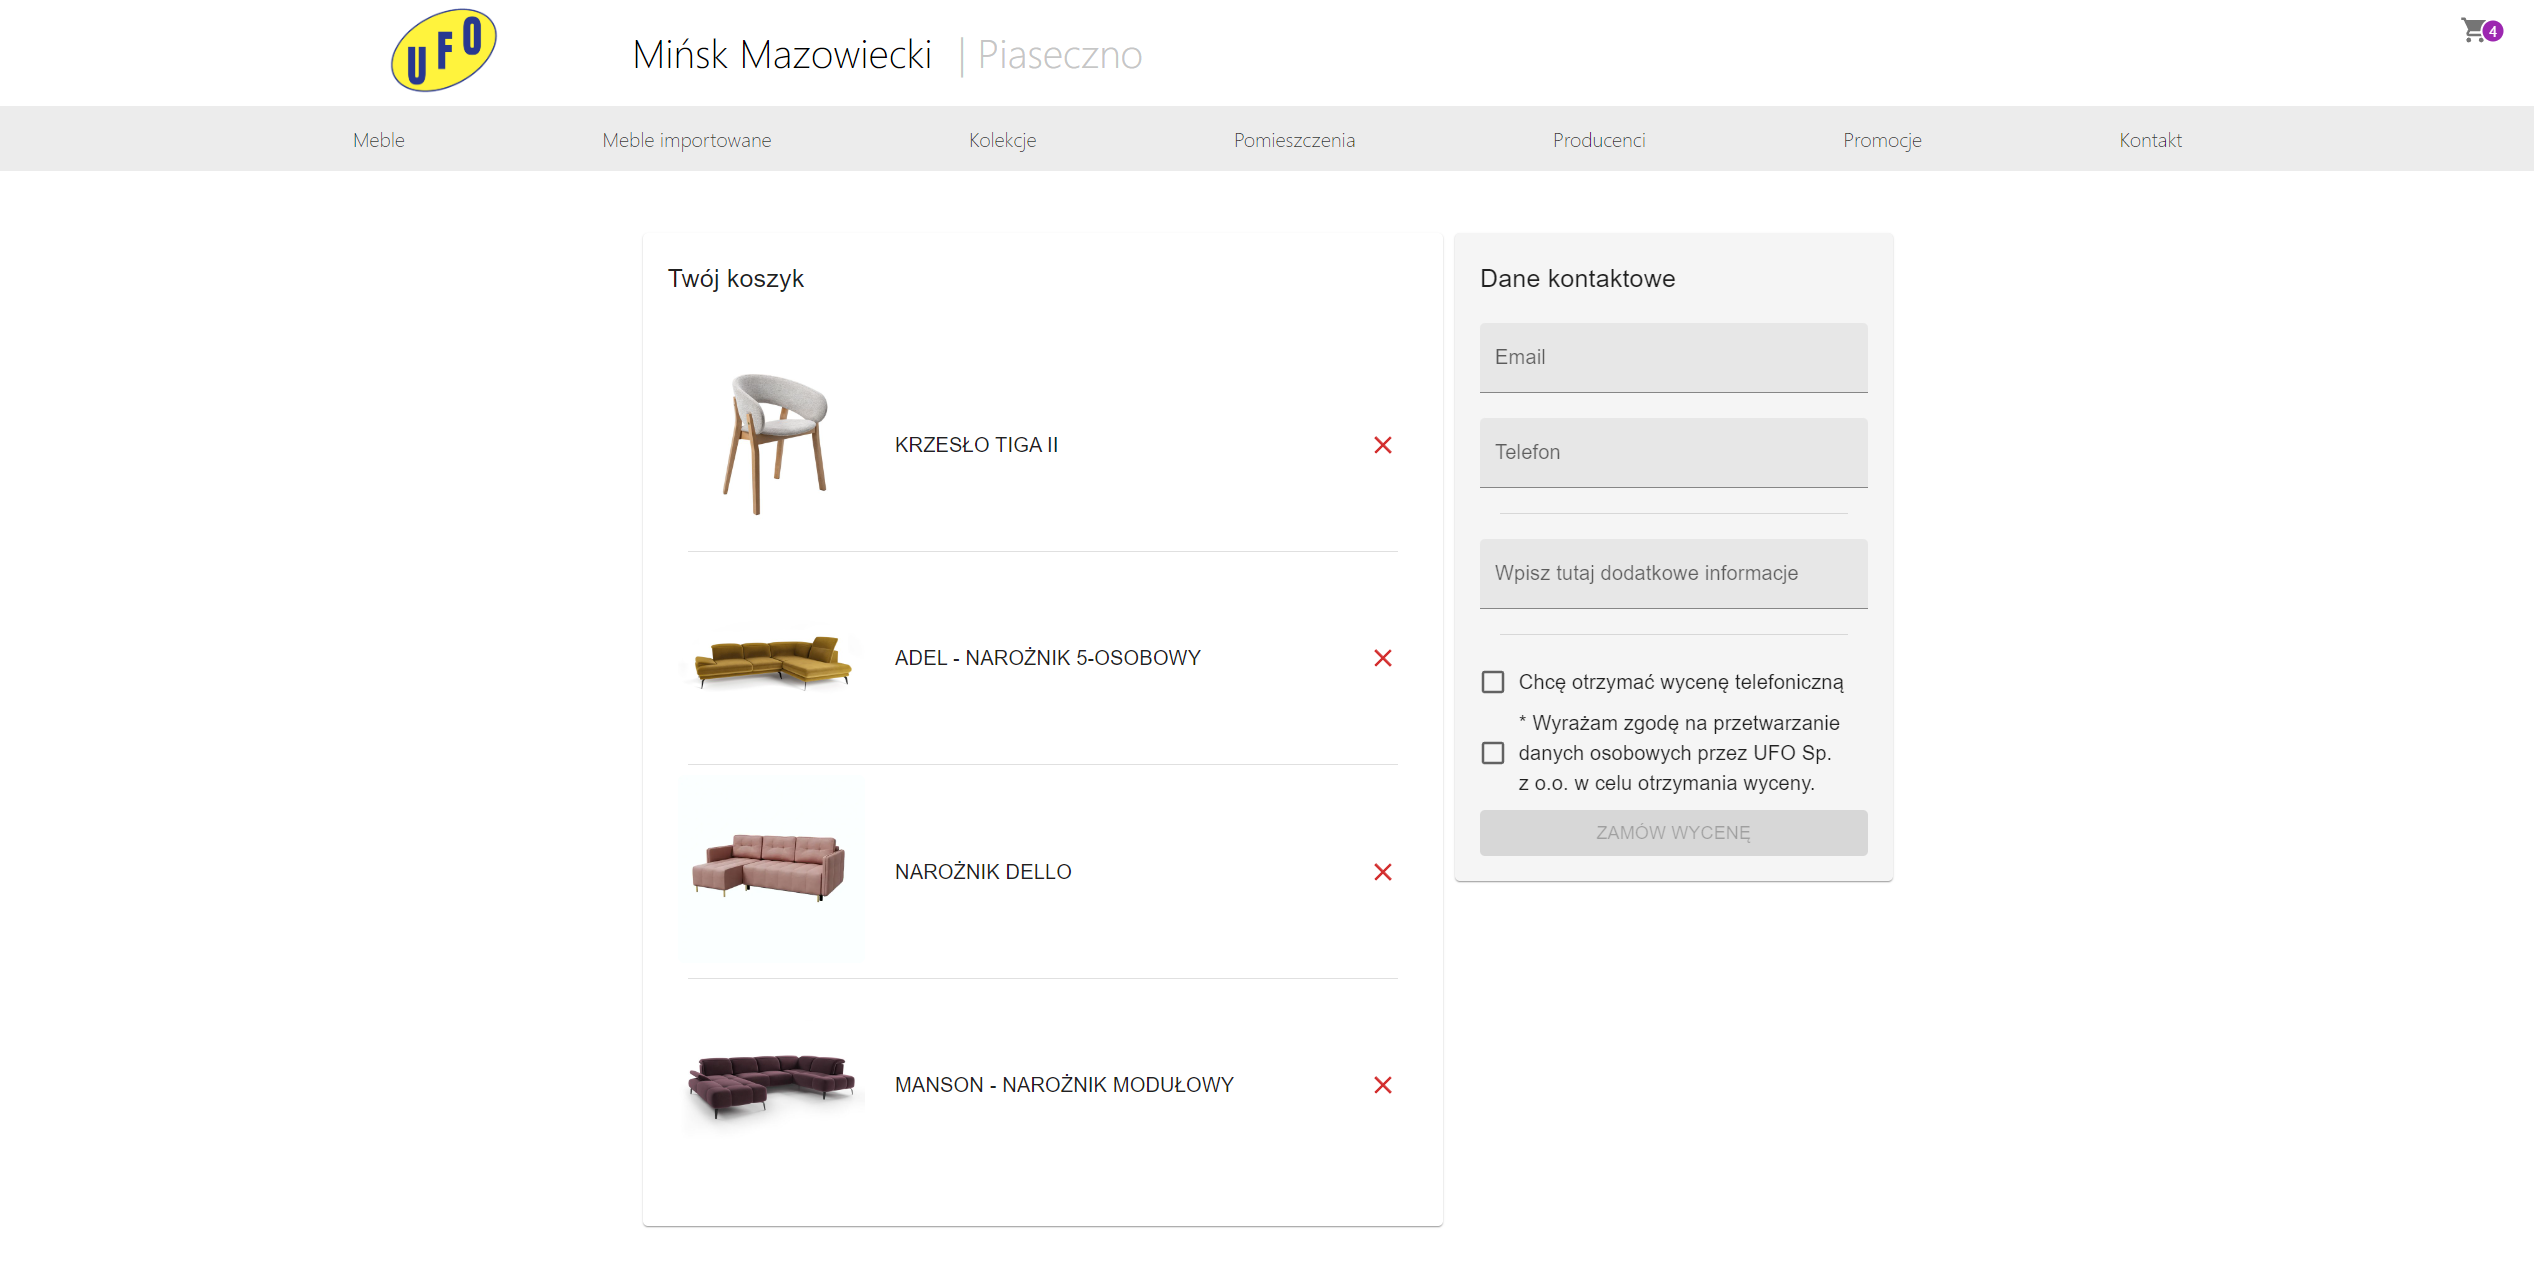 UFO
Mińsk Mazowiecki | Piaseczno
4
Meble
Meble importowane
Kolekcje
Pomieszczenia
Producenci
Promocje
Kontakt
Twój koszyk
KRZESŁO TIGA II
ADEL - NAROŻNIK 5-OSOBOWY
NAROŻNIK DELLO
MANSON - NAROŻNIK MODUŁOWY
Dane kontaktowe
Email
Telefon
Wpisz tutaj dodatkowe informacje
Chcę otrzymać wycenę telefoniczną
* Wyrażam zgodę na przetwarzanie
danych osobowych przez UFO Sp.
z o.o. w celu otrzymania wyceny.
ZAMÓW WYCENĘ